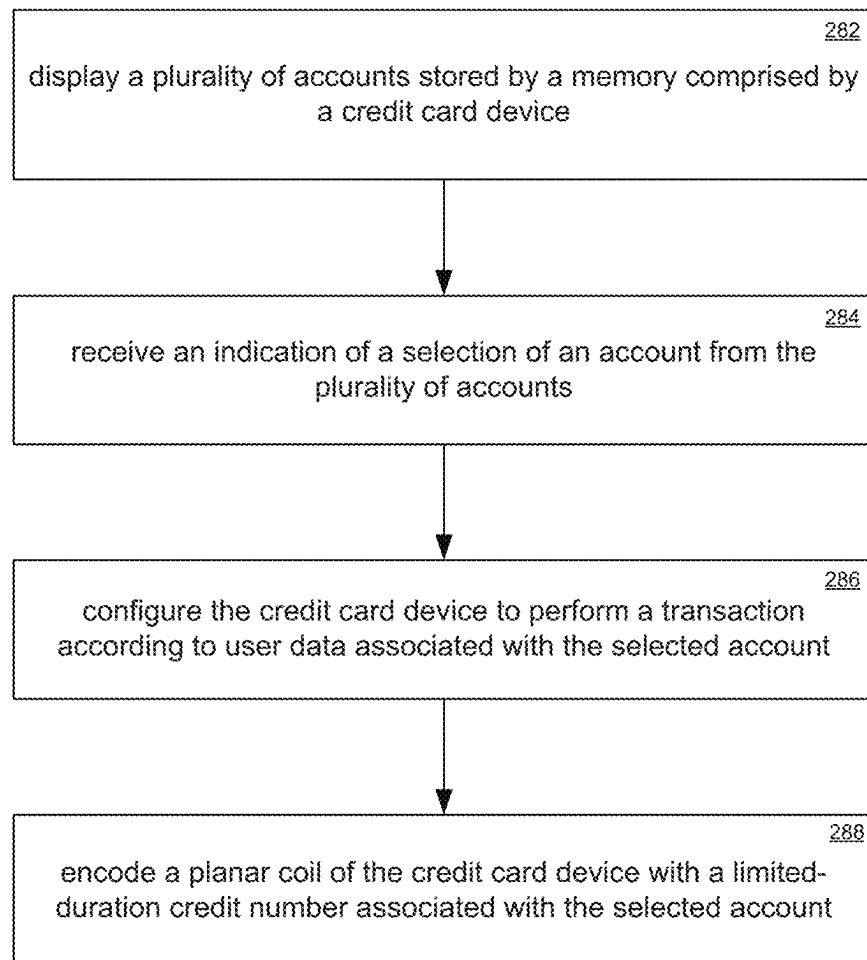 282
display a plurality of accounts stored by a memory comprised by
a credit card device
284
receive an indication of a selection of an account from the
plurality of accounts
286
configure the credit card device to perform a transaction
according to user data associated with the selected account
288
encode a planar coil of the credit card device with a limited-
duration credit number associated with the selected account